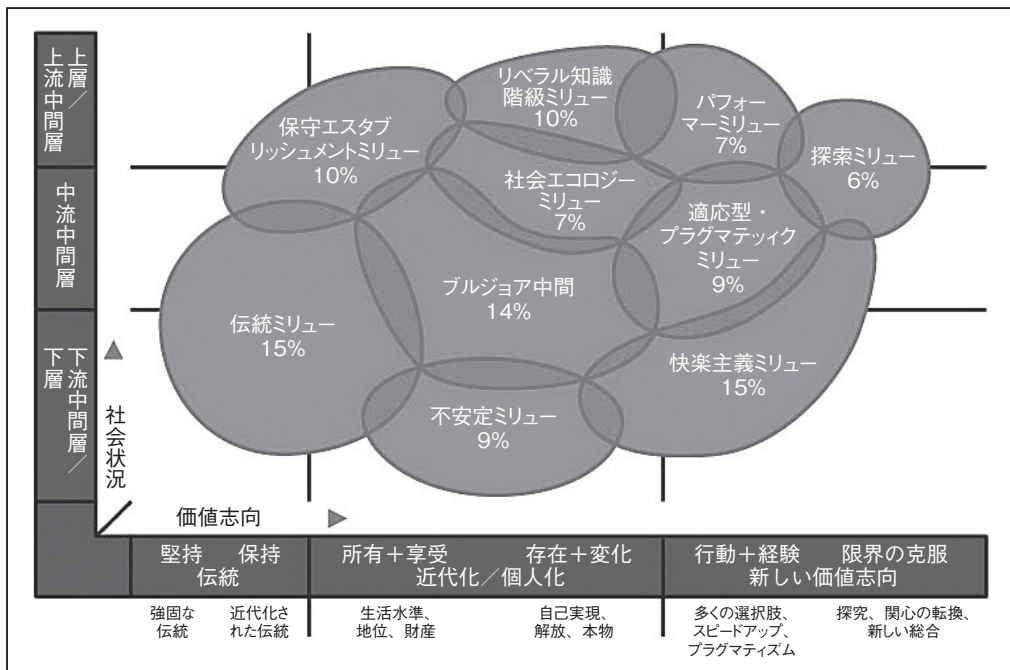 上層／
上流中間層
中流中間層
下流中間層／
下層
社会状況
価値志向
保守エスタブ
リッシュメントミリュー
10%
リベラル知識
階級ミリュー
10%
パフォー
マーミリュー
7%
探索ミリュー
6%
社会エコロジー
ミリュー
7%
適応型・
プラグマテッィク
ミリュー
9%
ブルジョア中間
14%
伝統ミリュー
15%
快楽主義ミリュー
15%
不安定ミリュー
9%
堅持 保持
伝統
所有＋享受 存在＋変化
近代化／個人化
行動＋経験 限界の克服
新しい価値志向
強固な
伝統
近代化さ
れた伝統
生活水準、
地位、財産
自己実現、
解放、本物
多くの選択肢、
スピードアップ、
プラグマティズム
探究、関心の転換、
新しい総合